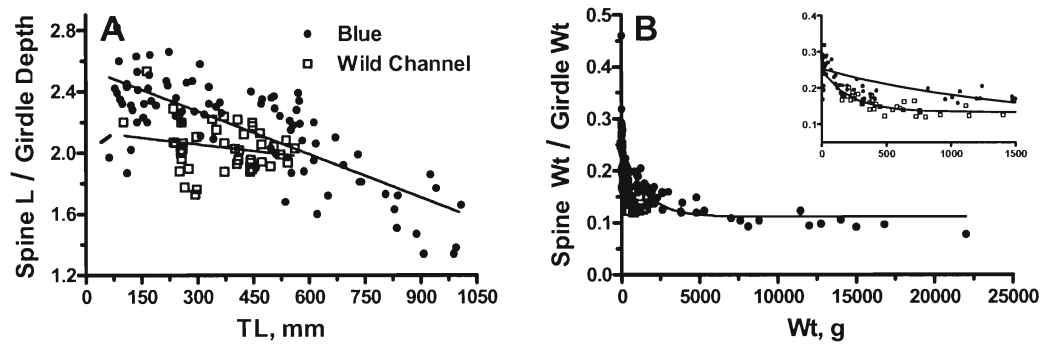 A
Blue
Wild Channel
Spine L / Girdle Depth
2.8
2.4
2.0
1.6
1.2
0 150 300 450 600 750 900 1050
TL, mm
B
Spine Wt / Girdle Wt
0.5
0.4
0.3
0.2
0.1
0.0
0 5000 10000 15000 20000 25000
Wt, g
0.4
0.3
0.2
0.1
0 500 1000 1500